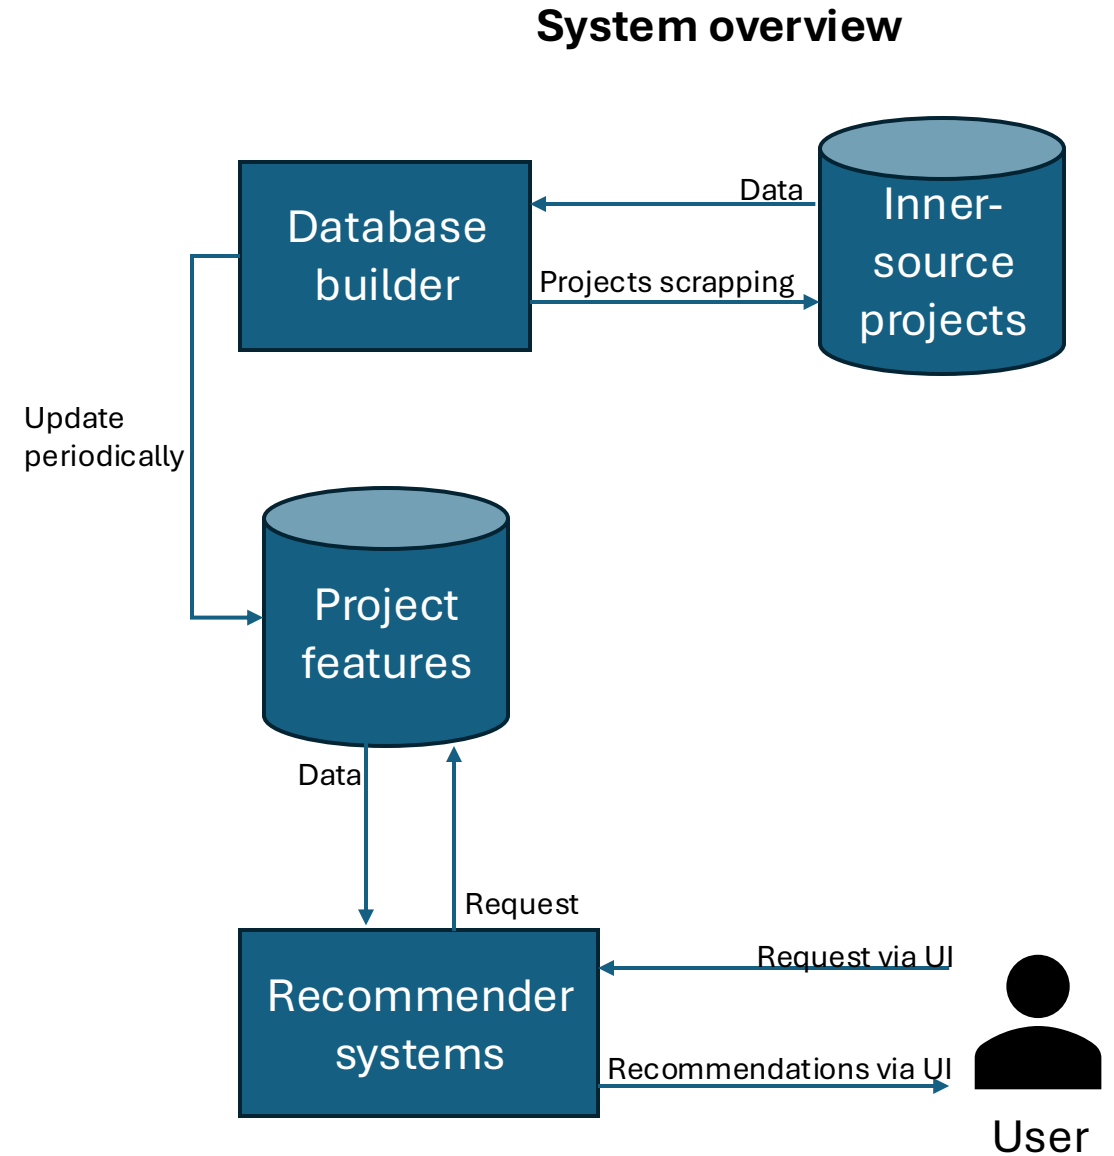 System overview
Database
builder
Data
Projects scrapping
Inner-
source
projects
Update
periodically
Project
features
Data
Request
Recommender
systems
Request via UI
Recommendations via UI
User